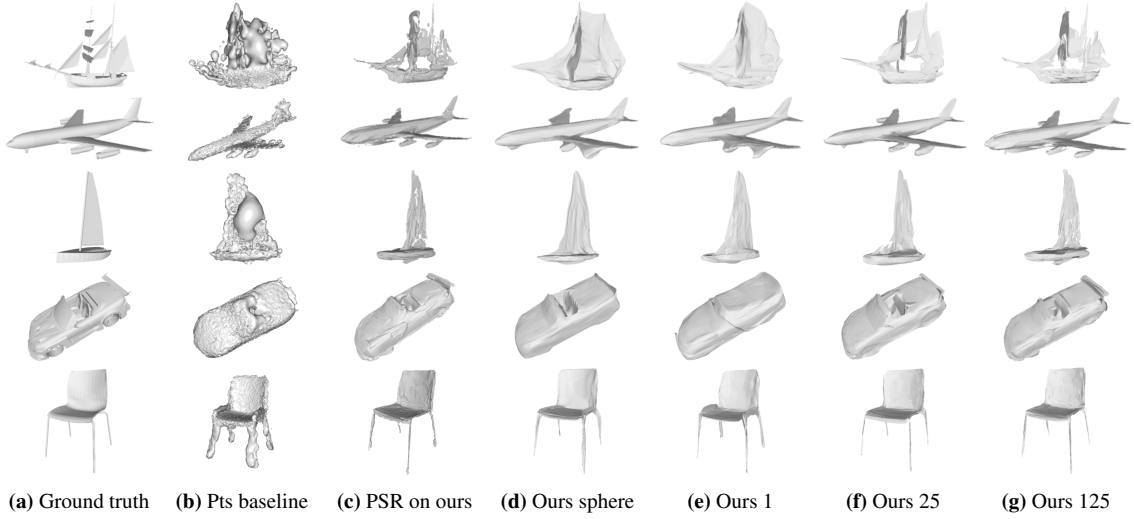 (a) Ground truth (b) Pts baseline (c) PSR on ours (d) Ours sphere (e) Ours 1 (f) Ours 25 (g) Ours 125